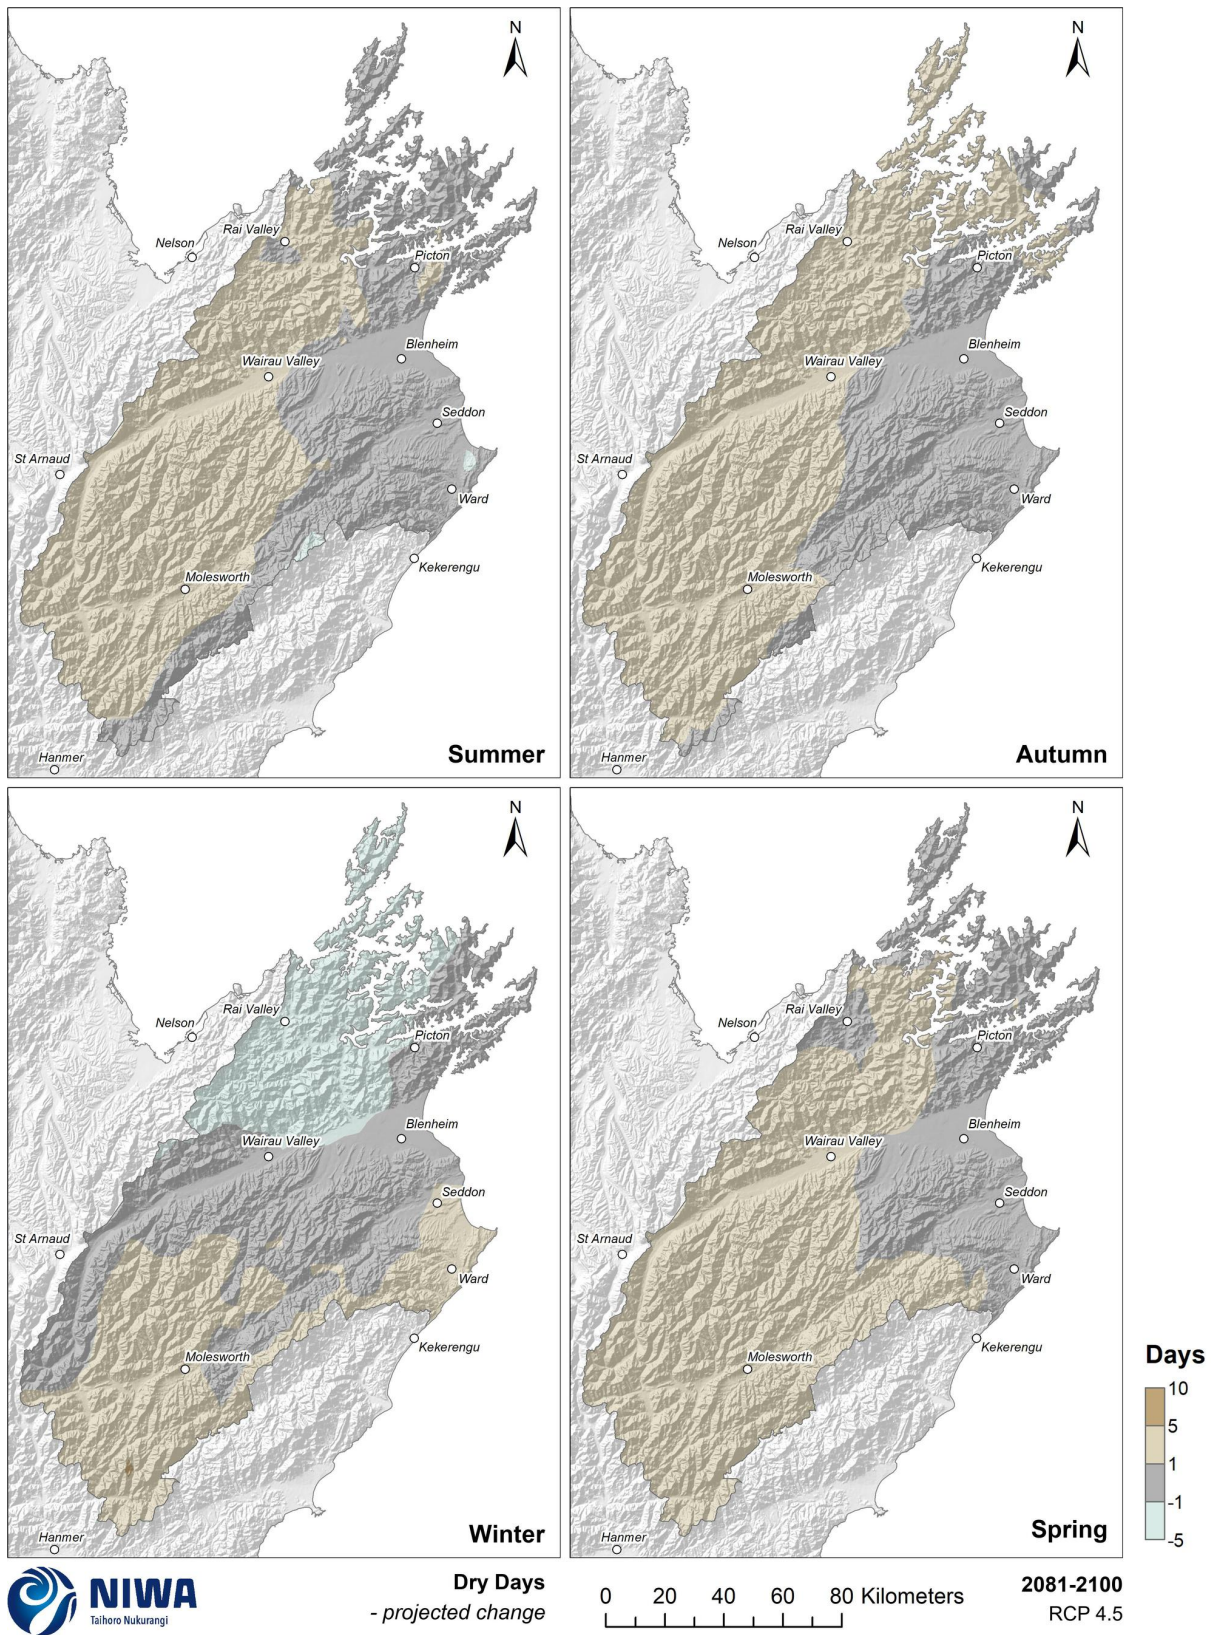 N
Nelson
Rai Valley
Picton
Wairau Valley
Blenheim
Seddon
St Arnaud
Ward
Kekerengu
Molesworth
Hanmer
Summer
N
Nelson
Rai Valley
Picton
Wairau Valley
Blenheim
Seddon
St Arnaud
Ward
Kekerengu
Molesworth
Hanmer
Autumn
N
Nelson
Rai Valley
Picton
Wairau Valley
Blenheim
Seddon
St Arnaud
Ward
Kekerengu
Molesworth
Hanmer
Winter
N
Nelson
Rai Valley
Picton
Wairau Valley
Blenheim
Seddon
St Arnaud
Ward
Kekerengu
Molesworth
Hanmer
Spring
Days
10
5
1
-1
-5
NIWA
Taihoro Nukurangi
Dry Days
- projected change
0 20 40 60 80 Kilometers
2081-2100
RCP 4.5